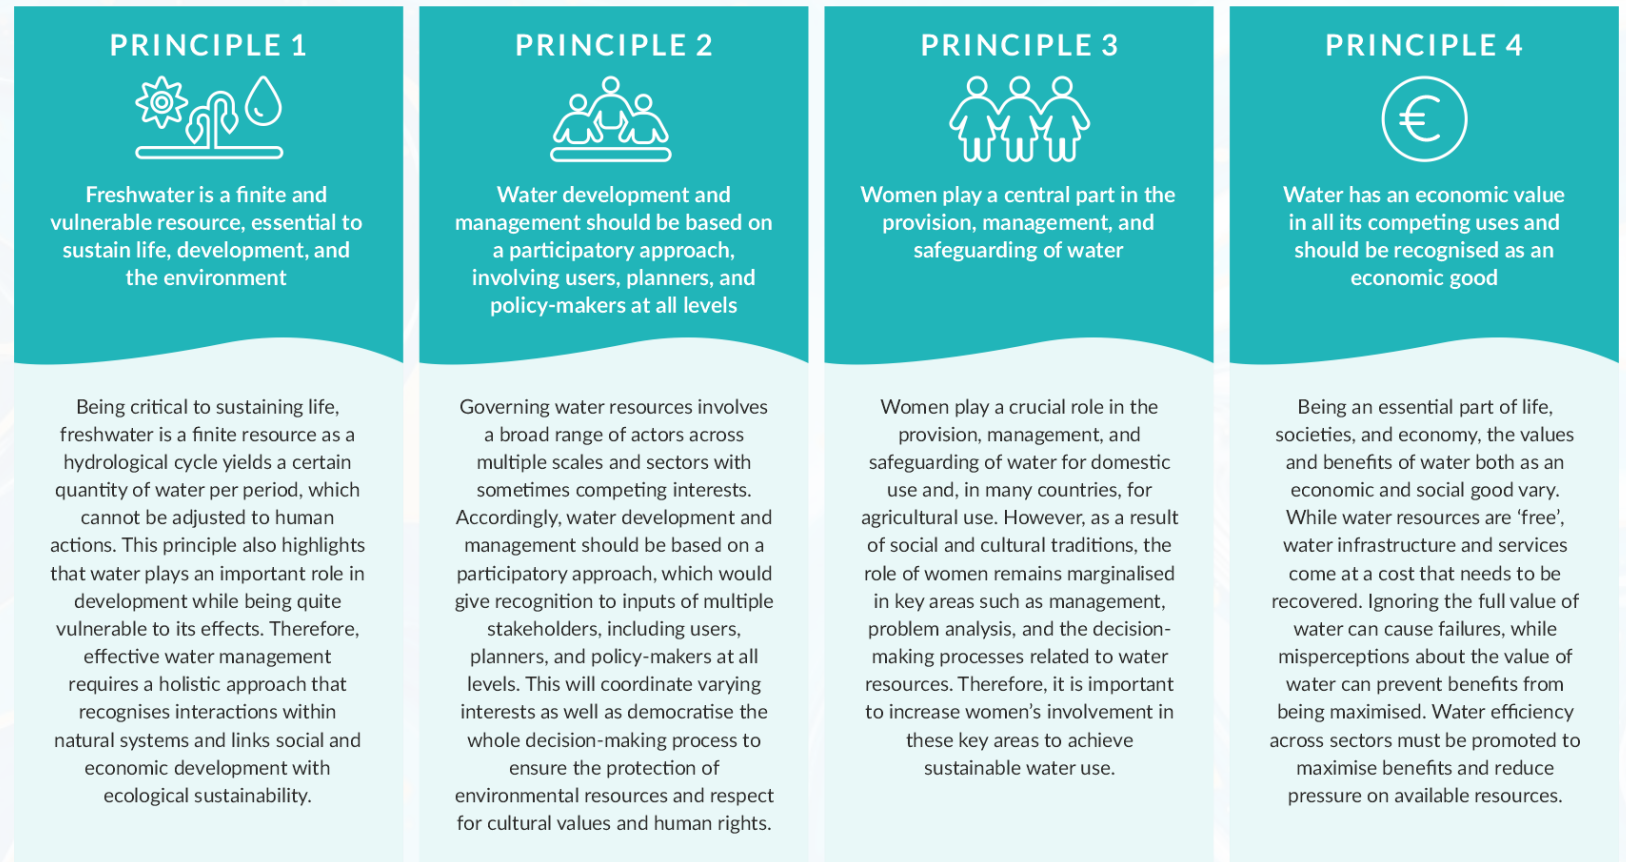 PRINCIPLE 1
Freshwater is a finite and
vulnerable resource, essential to
sustain life, development, and
the environment
Being critical to sustaining life,
freshwater is a finite resource as a
hydrological cycle yields a certain
quantity of water per period, which
cannot be adjusted to human
actions. This principle also highlights
that water plays an important role in
development while being quite
vulnerable to its effects. Therefore,
effective water management
requires a holistic approach that
recognises interactions within
natural systems and links social and
economic development with
ecological sustainability.
PRINCIPLE 2
Water development and
management should be based on
a participatory approach,
involving users, planners, and
policy-makers at all levels
Governing water resources involves
a broad range of actors across
multiple scales and sectors with
sometimes competing interests.
Accordingly, water development and
management should be based on a
participatory approach, which would
give recognition to inputs of multiple
stakeholders, including users,
planners, and policy-makers at all
levels. This will coordinate varying
interests as well as democratise the
whole decision-making process to
ensure the protection of
environmental resources and respect
for cultural values and human rights.
PRINCIPLE 3
Women play a central part in the
provision, management, and
safeguarding of water
Women play a crucial role in the
provision, management, and
safeguarding of water for domestic
use and, in many countries, for
agricultural use. However, as a result
of social and cultural traditions, the
role of women remains marginalised
in key areas such as management,
problem analysis, and the decision-
making processes related to water
resources. Therefore, it is important
to increase women’s involvement in
these key areas to achieve
sustainable water use.
PRINCIPLE 4
€
Water has an economic value
in all its competing uses and
should be recognised as an
economic good
Being an essential part of life,
societies, and economy, the values
and benefits of water both as an
economic and social good vary.
While water resources are ‘free’,
water infrastructure and services
come at a cost that needs to be
recovered. Ignoring the full value of
water can cause failures, while
misperceptions about the value of
water can prevent benefits from
being maximised. Water efficiency
across sectors must be promoted to
maximise benefits and reduce
pressure on available resources.